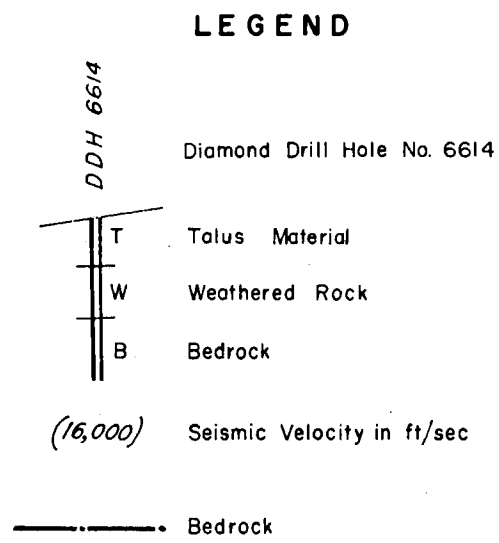 LEGEND
DDH 6614
Diamond Drill Hole No. 6614
T Talus Material
W Weathered Rock
B Bedrock
(16,000) Seismic Velocity in ft/sec
Bedrock